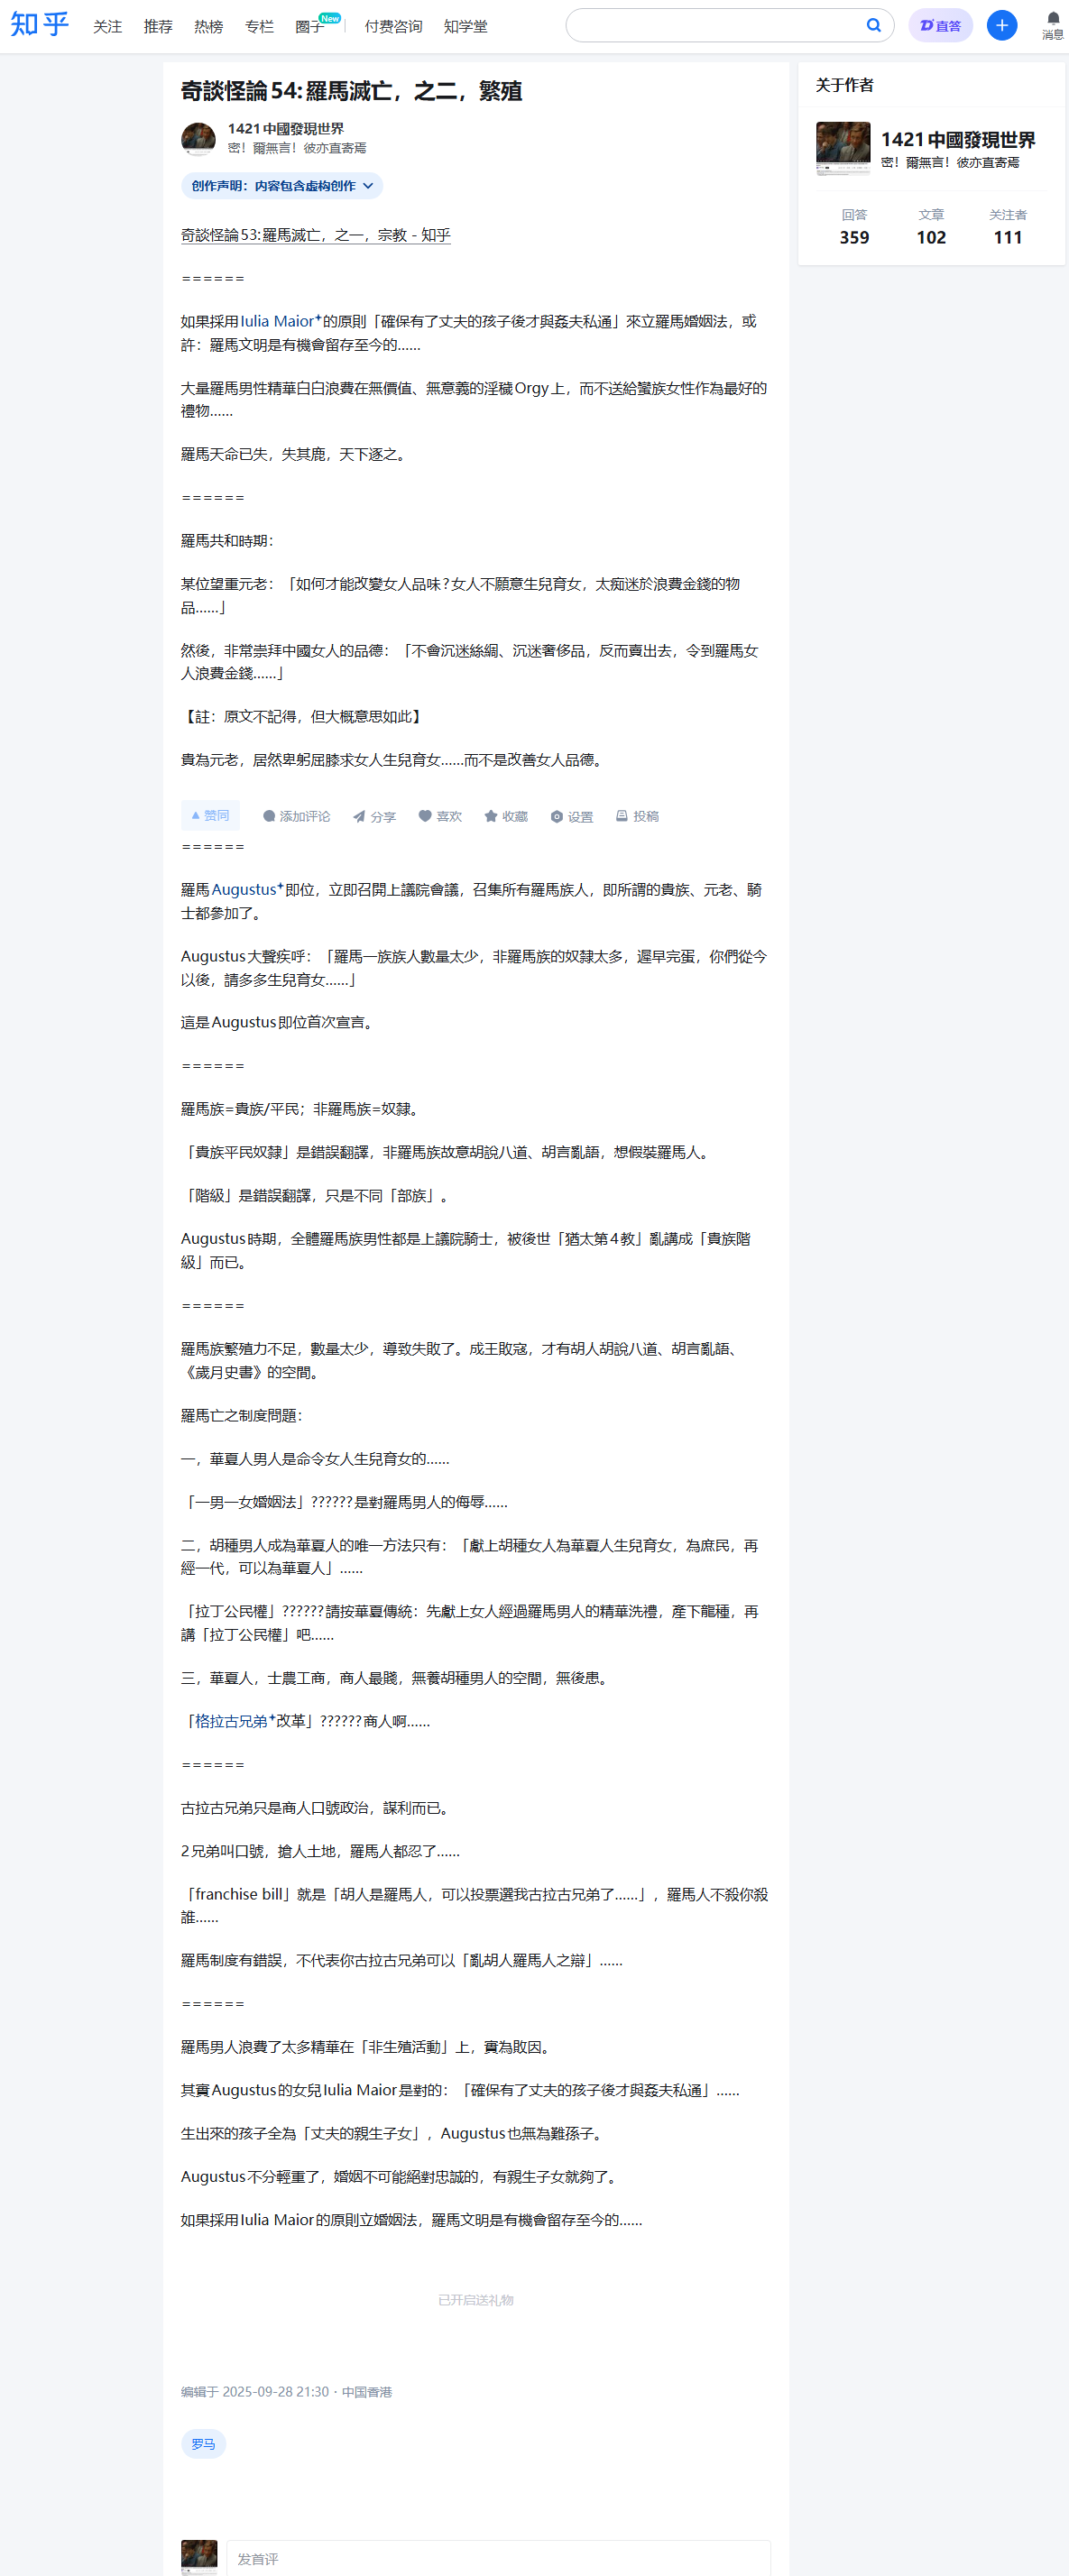 知乎 关注 推荐 热榜 专栏 圈子 New 付费咨询 知学堂 直答 消息
奇談怪論54:羅馬滅亡，之二，繁殖
1421中國發現世界
密！爾無言！彼亦直寄焉
创作声明：内容包含虚构创作
奇談怪論53:羅馬滅亡，之一，宗教 - 知乎
======
如果採用Iulia Maior的原則「確保有了丈夫的孩子後才與姦夫私通」來立羅馬婚姻法，或
許：羅馬文明是有機會留存至今的……
大量羅馬男性精華白白浪費在無價值、無意義的淫穢Orgy上，而不送給蠻族女性作為最好的
禮物……
羅馬天命已失，失其鹿，天下逐之。
======
羅馬共和時期：
某位望重元老：「如何才能改變女人品味?女人不願意生兒育女，太痴迷於浪費金錢的物
品……」
然後，非常崇拜中國女人的品德：「不會沉迷絲綢、沉迷奢侈品，反而賣出去，令到羅馬女
人浪費金錢……」
【註：原文不記得，但大概意思如此】
貴為元老，居然卑躬屈膝求女人生兒育女……而不是改善女人品德。
赞同 添加评论 分享 喜欢 收藏 设置 投稿
======
羅馬Augustus即位，立即召開上議院會議，召集所有羅馬族人，即所謂的貴族、元老、騎
士都參加了。
Augustus大聲疾呼：「羅馬一族族人數量太少，非羅馬族的奴隸太多，遲早完蛋，你們從今
以後，請多多生兒育女……」
這是Augustus即位首次宣言。
======
羅馬族=貴族/平民；非羅馬族=奴隸。
「貴族平民奴隸」是錯誤翻譯，非羅馬族故意胡說八道、胡言亂語，想假裝羅馬人。
「階級」是錯誤翻譯，只是不同「部族」。
Augustus時期，全體羅馬族男性都是上議院騎士，被後世「猶太第4教」亂講成「貴族階
級」而已。
======
羅馬族繁殖力不足，數量太少，導致失敗了。成王敗寇，才有胡人胡說八道、胡言亂語、
《歲月史書》的空間。
羅馬亡之制度問題：
一，華夏人男人是命令女人生兒育女的……
「一男一女婚姻法」??????是對羅馬男人的侮辱……
二，胡種男人成為華夏人的唯一方法只有：「獻上胡種女人為華夏人生兒育女，為庶民，再
經一代，可以為華夏人」……
「拉丁公民權」??????請按華夏傳統：先獻上女人經過羅馬男人的精華洗禮，產下龍種，再
講「拉丁公民權」吧……
三，華夏人，士農工商，商人最賤，無養胡種男人的空間，無後患。
「格拉古兄弟改革」??????商人啊……
======
古拉古兄弟只是商人口號政治，謀利而已。
2兄弟叫口號，搶人土地，羅馬人都忍了……
「franchise bill」就是「胡人是羅馬人，可以投票選我古拉古兄弟了……」，羅馬人不殺你殺
誰……
羅馬制度有錯誤，不代表你古拉古兄弟可以「亂胡人羅馬人之辯」……
======
羅馬男人浪費了太多精華在「非生殖活動」上，實為敗因。
其實Augustus的女兒Iulia Maior是對的：「確保有了丈夫的孩子後才與姦夫私通」……
生出來的孩子全為「丈夫的親生子女」，Augustus也無為難孫子。
Augustus不分輕重了，婚姻不可能絕對忠誠的，有親生子女就夠了。
如果採用Iulia Maior的原則立婚姻法，羅馬文明是有機會留存至今的……
已开启送礼物
编辑于 2025-09-28 21:30・中国香港
罗马
发首评
关于作者
1421中國發現世界
密！爾無言！彼亦直寄焉
回答 文章 关注者
359 102 111